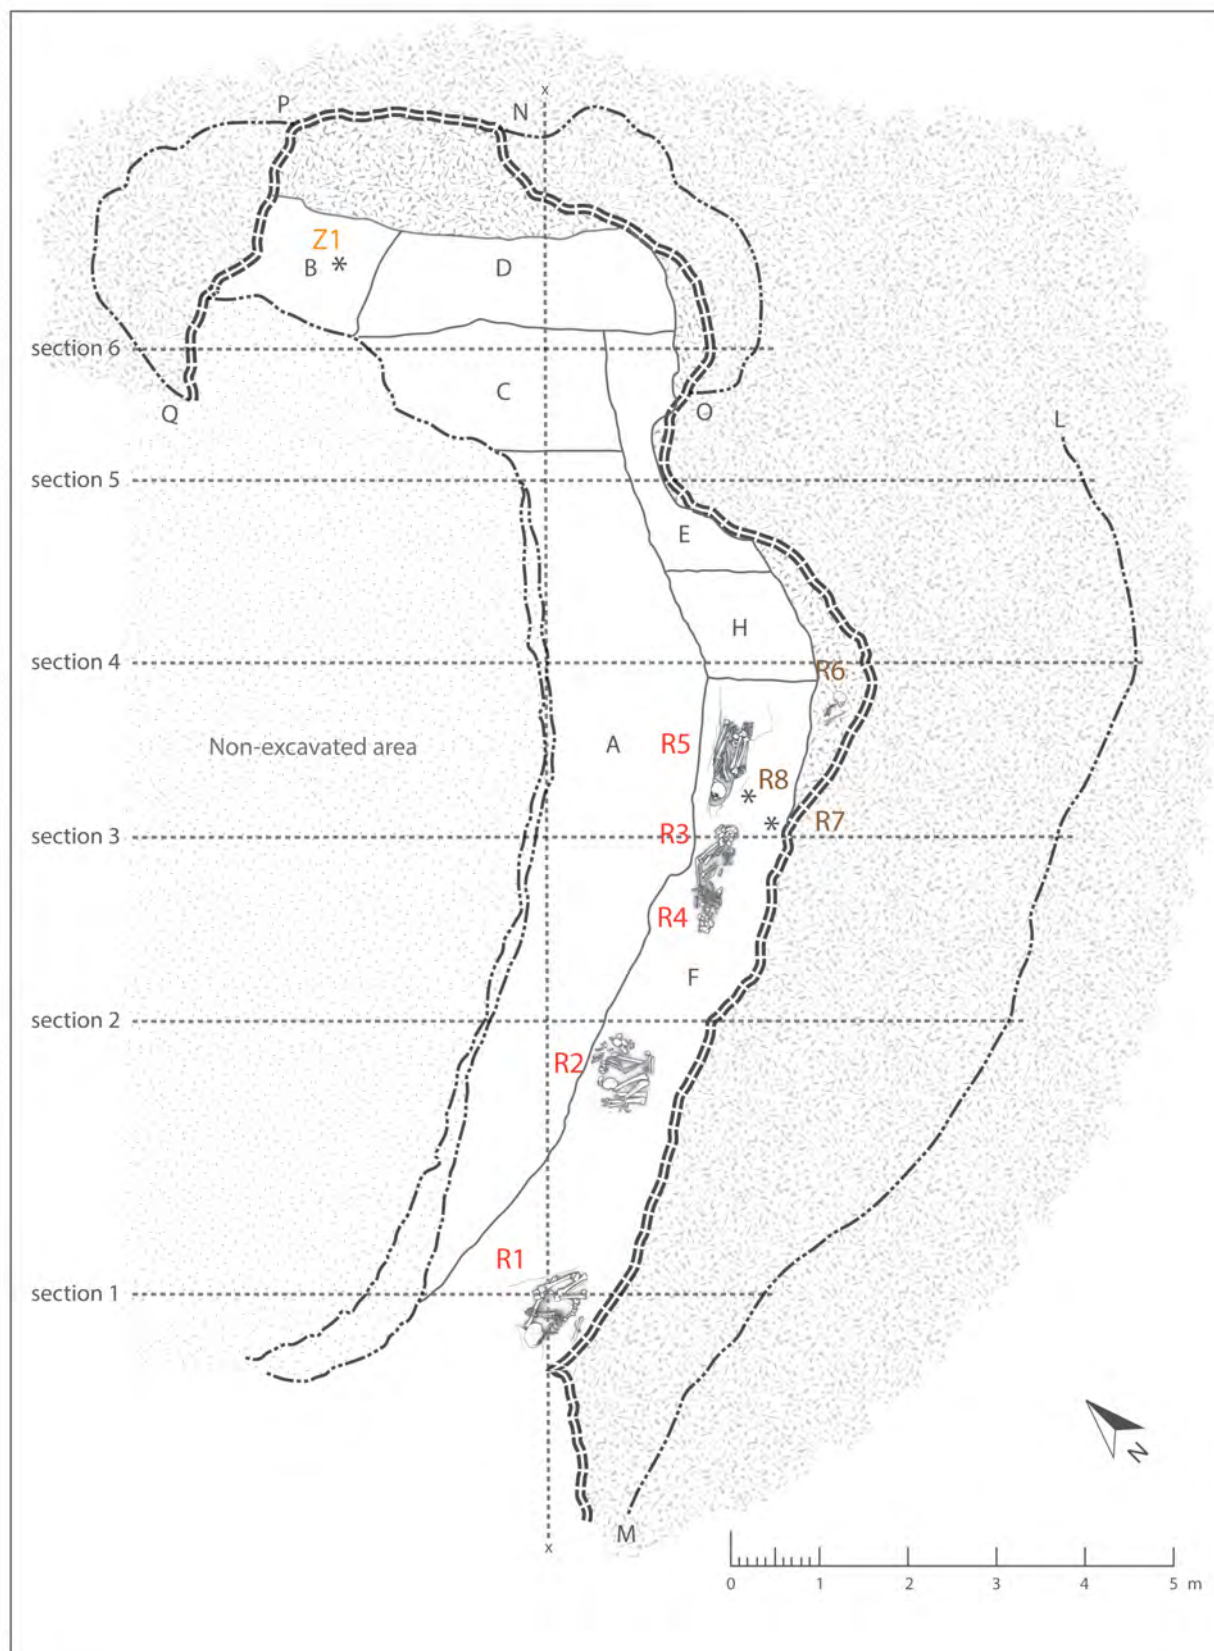 x
P
N
Z1
B *
D
section 6
C
Q
O
L
section 5
E
H
section 4
R6
Non-excavated area
A
R5
R8
*
*
R7
section 3
R3
R4
F
section 2
R2
R1
section 1
N
M
x
0 1 2 3 4 5 m